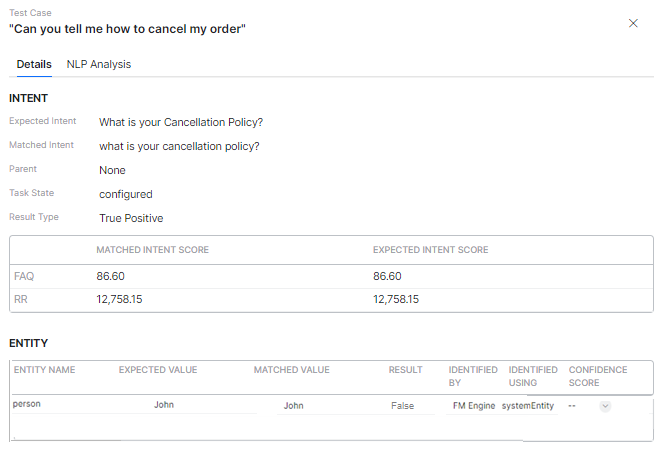 Test Case
"Can you tell me how to cancel my order"
Details NLP Analysis
INTENT
Expected Intent What is your Cancellation Policy?
Matched Intent what is your cancellation policy?
Parent None
Task State configured
Result Type True Positive
MATCHED INTENT SCORE EXPECTED INTENT SCORE
FAQ 86.60 86.60
RR 12,758.15 12,758.15
ENTITY
ENTITY NAME EXPECTED VALUE MATCHED VALUE RESULT IDENTIFIED BY IDENTIFIED USING CONFIDENCE SCORE
person John John False FM Engine systemEntity --